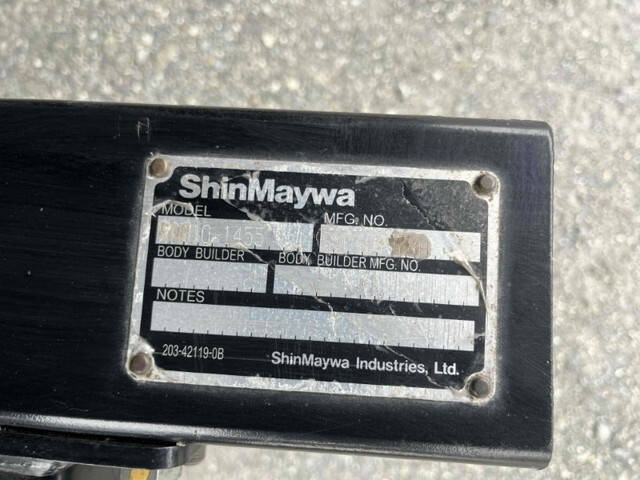 ShinMaywa
MODEL MFG. NO.
BODY BUILDER BODY BUILDER MFG. NO.
NOTES
203-42119-0B ShinMaywa Industries, Ltd.